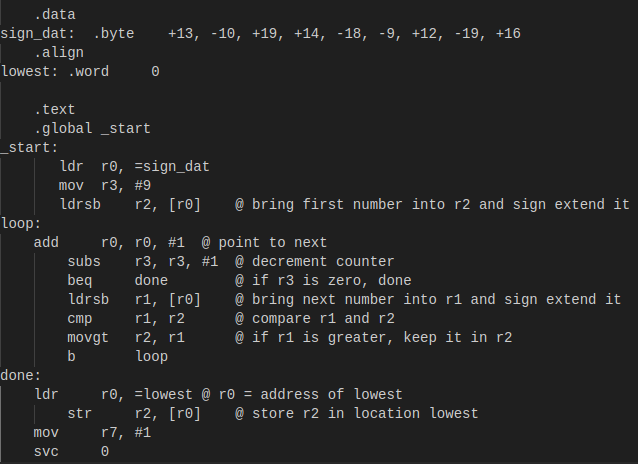 .data
sign_dat:  .byte    +13, -10, +19, +14, -18, -9, +12, -19, +16
    .align
lowest: .word     0

    .text
    .global _start
_start:
       ldr  r0, =sign_dat
       mov  r3, #9
       ldrsb    r2, [r0]    @ bring first number into r2 and sign extend it
loop:
    add     r0, r0, #1  @ point to next
        subs    r3, r3, #1  @ decrement counter
        beq     done        @ if r3 is zero, done
        ldrsb   r1, [r0]    @ bring next number into r1 and sign extend it
        cmp     r1, r2      @ compare r1 and r2
        movgt   r2, r1      @ if r1 is greater, keep it in r2
        b       loop
done:
    ldr     r0, =lowest @ r0 = address of lowest
        str     r2, [r0]    @ store r2 in location lowest
    mov     r7, #1
    svc     0